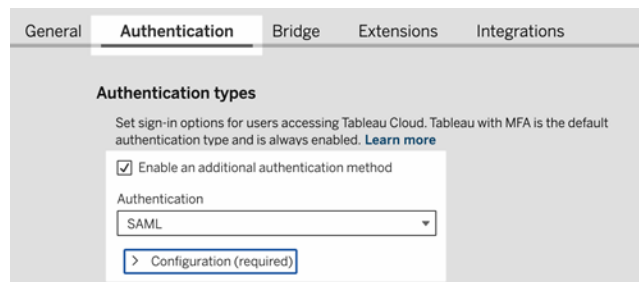 General Authentication Bridge Extensions Integrations
Authentication types
Set sign-in options for users accessing Tableau Cloud. Tableau with MFA is the default
authentication type and is always enabled. Learn more
Enable an additional authentication method
Authentication
SAML
Configuration (required)